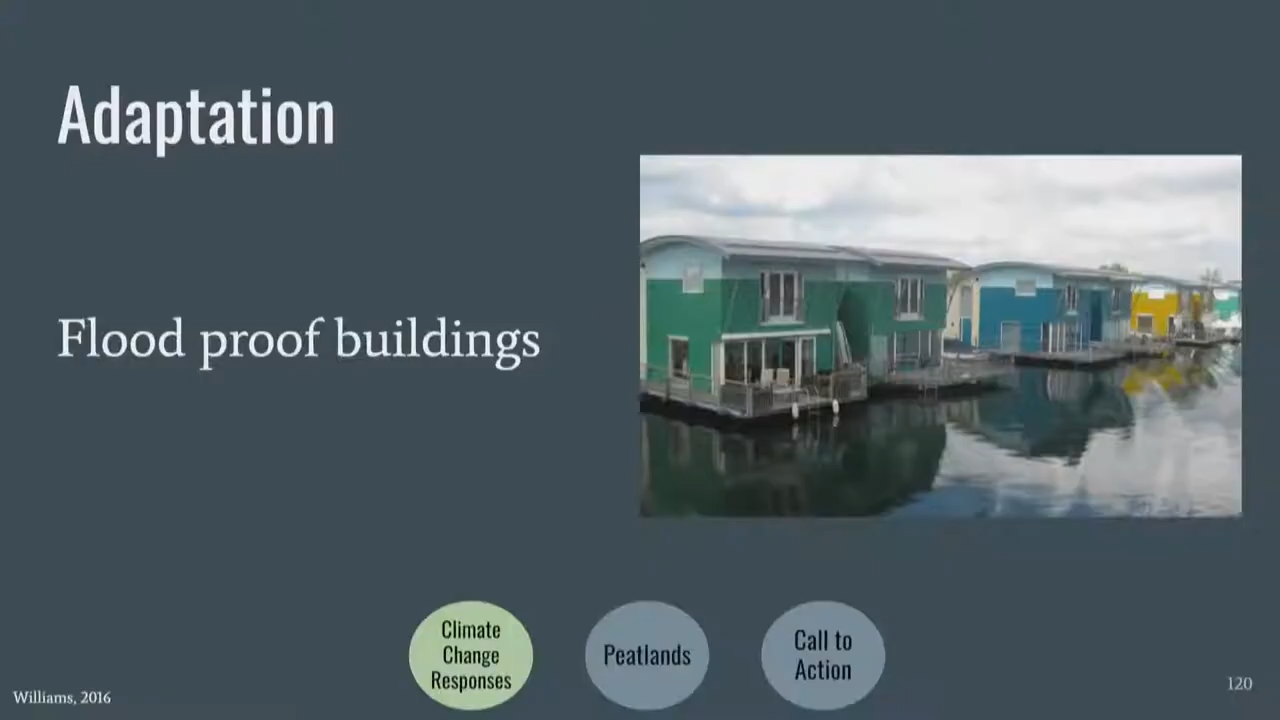 Adaptation
Flood proof buildings
Climate
Change
Responses
Peatlands
Call to
Action
Williams, 2016
120